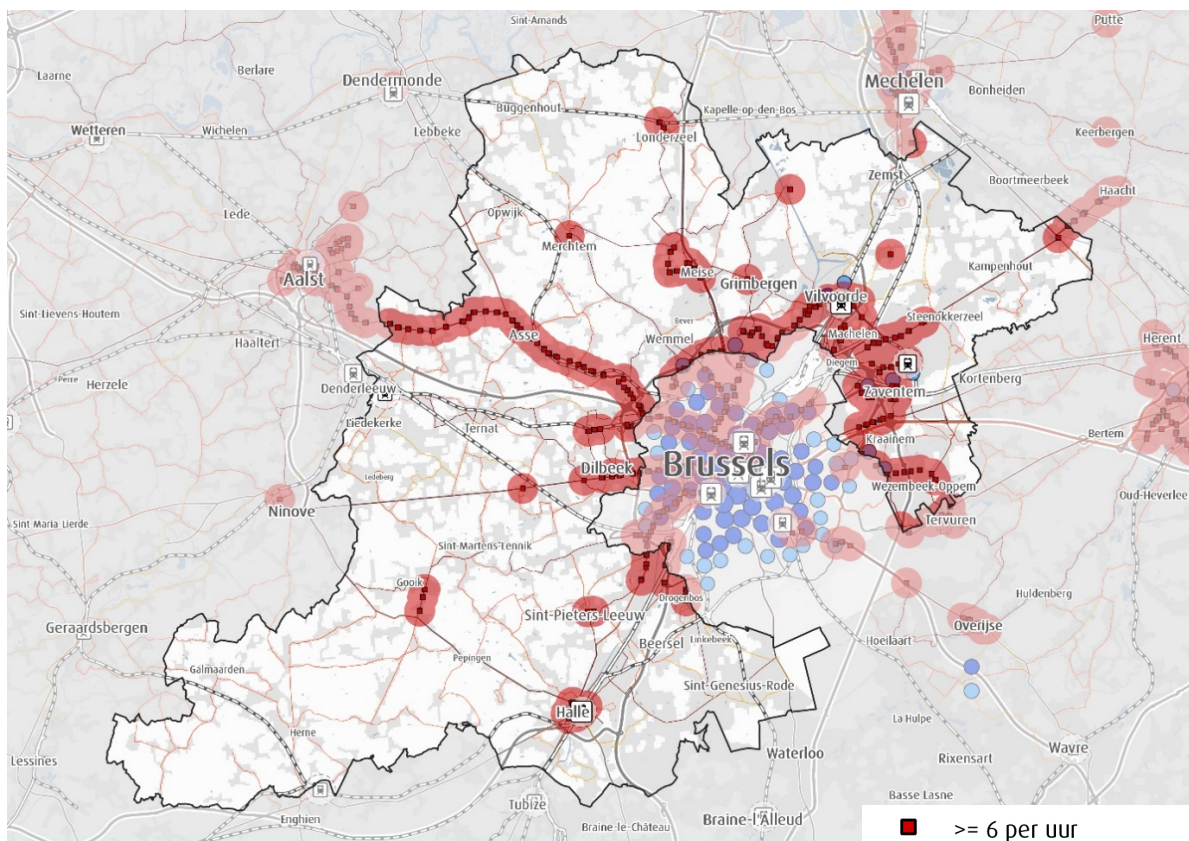 Sint-Amands
Putte
Laarne
Berlare
Dendermonde
Mechelen
Bonheiden
Buggenhout
Kapelle-op-den-Bos
Wetteren
Wichelen
Lebbeke
Londerzeel
Keerbergen
Zemst
Boortmeerbeek
Haacht
Lede
Opwijk
Merchtem
Aalst
Meise
Grimbergen
Kampenhout
Vilvoorde
Sint-Lievens-Houtem
Bever
Steenokkerzeel
Asse
Wemmel
Machelen
Haaltert
Herent
Diegem
Perre
Herzele
Denderleeuw
Zaventem
Kortenberg
Liedekerke
Ternat
Kraainem
Bertem
Dilbeek
Brussels
Ledeberg
Wezembeek-Oppem
Oud-Heverlee
Ninove
Sint Maria-Lierde
Tervuren
Sint-Martens-Lennik
Gooik
Drogenbos
Huldenberg
Sint-Pieters-Leeuw
Geraardsbergen
Overijse
Beersel
Linkebeek
Hoeilaart
Pepingen
Galmaarden
Sint-Genesius-Rode
Halle
La Hulpe
Herne
Waterloo
Wavre
Lessines
Rixensart
Tubize
Basse Lasne
Enghien
Braine-le-Château
Braine-l'Alleud
>= 6 per uur